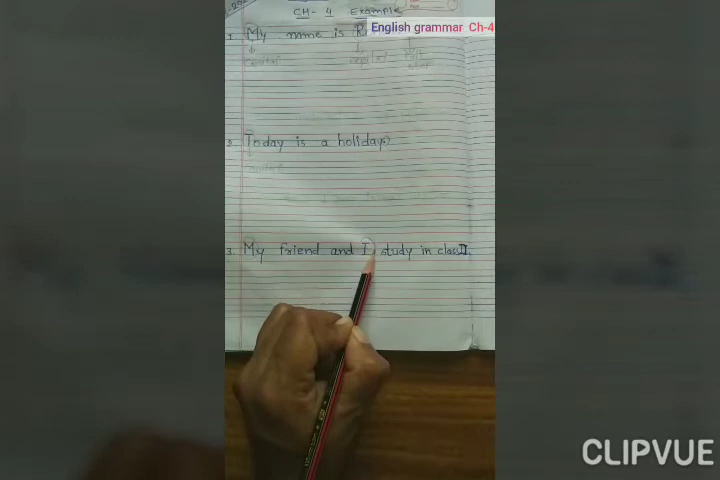 CH- 4 Example
English grammar Ch-4
1. My name is
capital
2. Today is a holiday.
3. My friend and I study in class II.
CLIPVUE